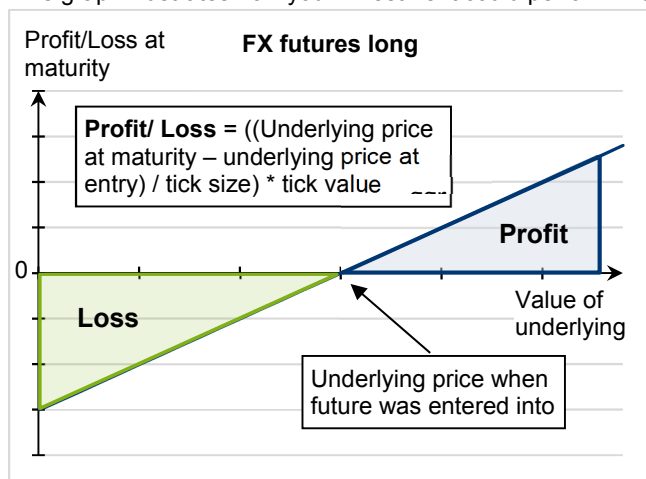 Profit/Loss at
maturity
FX futures long
Profit/ Loss = ((Underlying price
at maturity – underlying price at
entry) / tick size) * tick value
Profit
0
Loss
Value of
underlying
Underlying price when
future was entered into